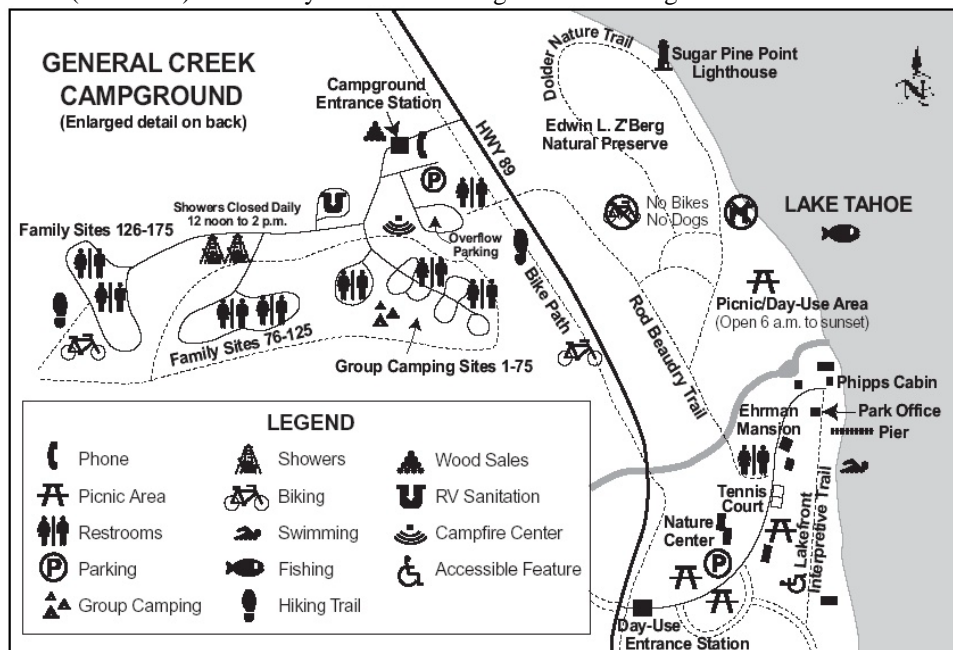 GENERAL CREEK
CAMPGROUND
(Enlarged detail on back)
Campground
Entrance Station
HWY 89
Dolder Nature Trail
Sugar Pine Point
Lighthouse
N
Edwin L. Z'Berg
Natural Preserve
No Bikes
No Dogs
LAKE TAHOE
P
Showers Closed Daily
12 noon to 2 p.m.
Family Sites 126-175
Overflow
Parking
Bike Path
Rod Beaudry Trail
Picnic/Day-Use Area
(Open 6 a.m. to sunset)
Family Sites 76-125
Group Camping Sites 1-75
Phipps Cabin
Park Office
Pier
Ehrman
Mansion
Tennis
Court
Nature
Center
P
Lakefront
Interpretive Trail
Day-Use
Entrance Station
LEGEND
Phone
Picnic Area
Restrooms
P Parking
Group Camping
Showers
Biking
Swimming
Fishing
Hiking Trail
Wood Sales
RV Sanitation
Campfire Center
Accessible Feature